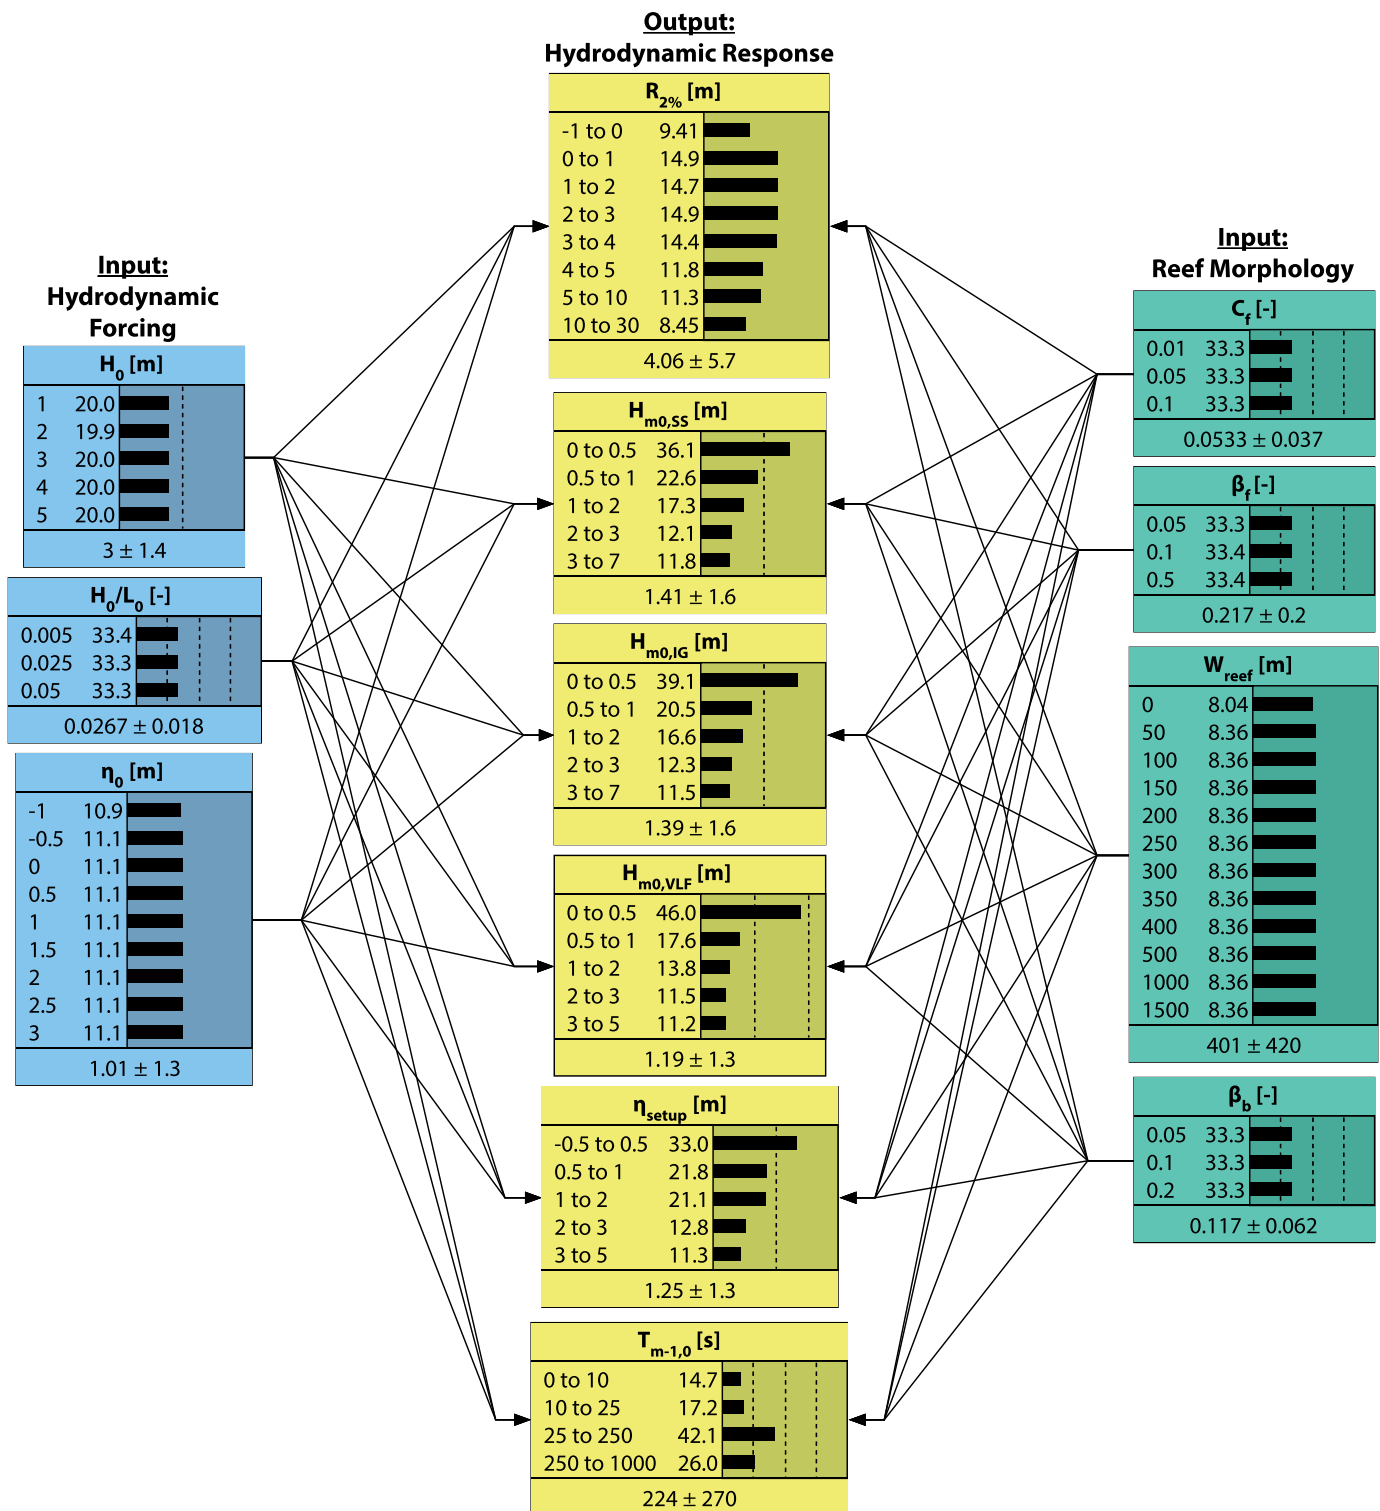 Output:
Hydrodynamic Response
R2% [m]
-1 to 0 9.41
0 to 1 14.9
1 to 2 14.7
2 to 3 14.9
3 to 4 14.4
4 to 5 11.8
5 to 10 11.3
10 to 30 8.45
4.06 ± 5.7
Hm0,SS [m]
0 to 0.5 36.1
0.5 to 1 22.6
1 to 2 17.3
2 to 3 12.1
3 to 7 11.8
1.41 ± 1.6
Hm0,IG [m]
0 to 0.5 39.1
0.5 to 1 20.5
1 to 2 16.6
2 to 3 12.3
3 to 7 11.5
1.39 ± 1.6
Hm0,VLF [m]
0 to 0.5 46.0
0.5 to 1 17.6
1 to 2 13.8
2 to 3 11.5
3 to 5 11.2
1.19 ± 1.3
ηsetup [m]
-0.5 to 0.5 33.0
0.5 to 1 21.8
1 to 2 21.1
2 to 3 12.8
3 to 5 11.3
1.25 ± 1.3
Tm-1,0 [s]
0 to 10 14.7
10 to 25 17.2
25 to 250 42.1
250 to 1000 26.0
224 ± 270
Input:
Hydrodynamic
Forcing
H0 [m]
1 20.0
2 19.9
3 20.0
4 20.0
5 20.0
3 ± 1.4
H0/L0 [-]
0.005 33.4
0.025 33.3
0.05 33.3
0.0267 ± 0.018
η0 [m]
-1 10.9
-0.5 11.1
0 11.1
0.5 11.1
1 11.1
1.5 11.1
2 11.1
2.5 11.1
3 11.1
1.01 ± 1.3
Input:
Reef Morphology
Cf [-]
0.01 33.3
0.05 33.3
0.1 33.3
0.0533 ± 0.037
βf [-]
0.05 33.3
0.1 33.4
0.5 33.4
0.217 ± 0.2
Wreef [m]
0 8.04
50 8.36
100 8.36
150 8.36
200 8.36
250 8.36
300 8.36
350 8.36
400 8.36
500 8.36
1000 8.36
1500 8.36
401 ± 420
βb [-]
0.05 33.3
0.1 33.3
0.2 33.3
0.117 ± 0.062